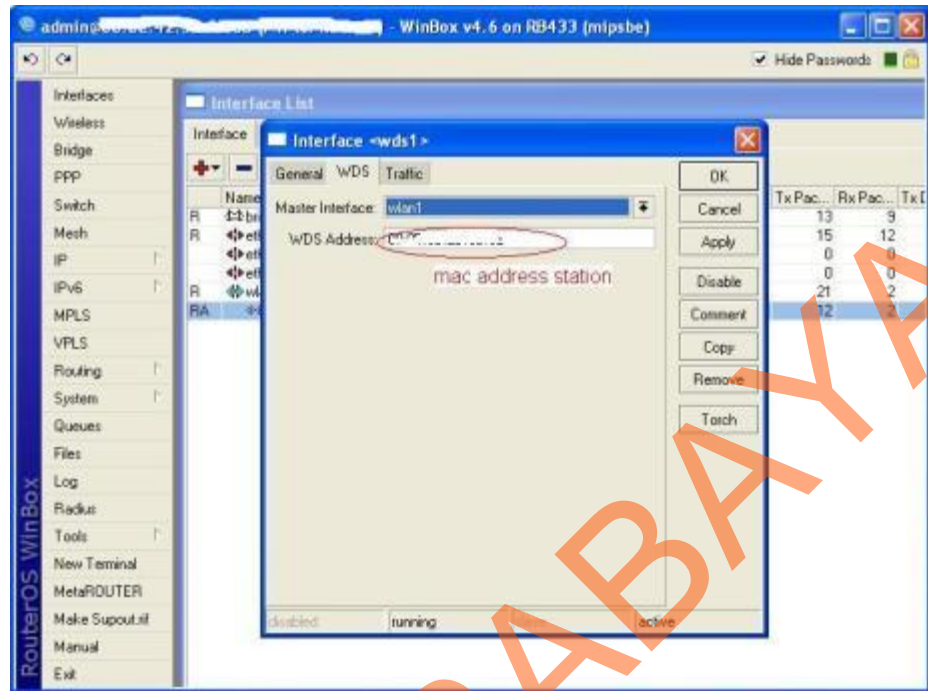 - WinBox v4.6 on RB433 (mipsbe)
Hide Passwords
Interfaces
Wireless
Bridge
PPP
Switch
Mesh
IP
IPv6
MPLS
VPLS
Routing
System
Queues
Files
Log
Radius
Tools
New Terminal
MetaROUTER
Make Supout.rif
Manual
Exit
RouterOS WinBox
Interface List
Interface
Name
Tx Pac... Rx Pac...
R 13 9
R 15 12
0 0
0 0
R 21 2
RA 12 2
Interface <wds1>
General WDS Traffic
Master Interface: wlan1
WDS Address:
mac address station
OK
Cancel
Apply
Disable
Comment
Copy
Remove
Torch
disabled running slave active